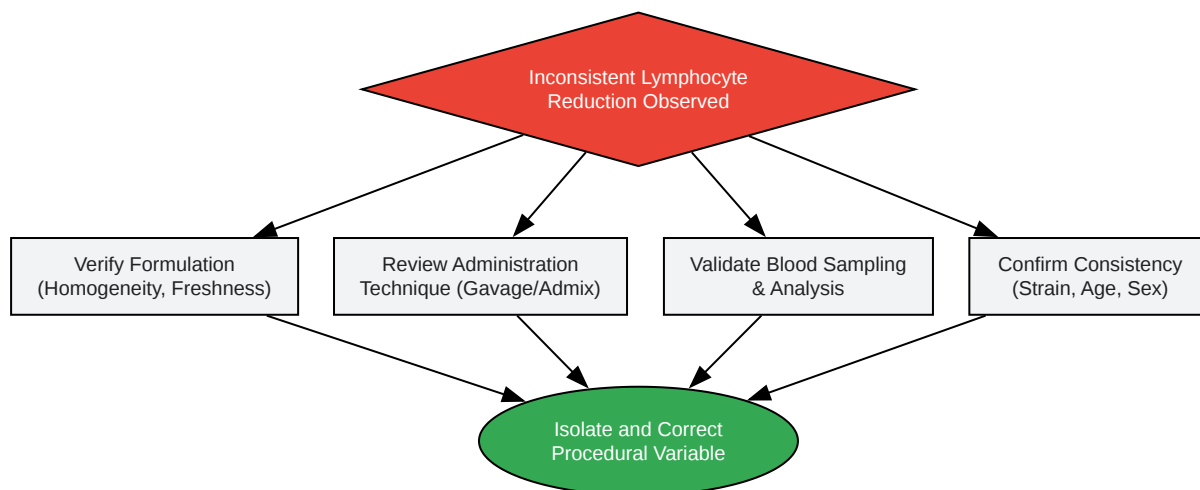 Inconsistent Lymphocyte
Reduction Observed
Verify Formulation
(Homogeneity, Freshness)
Review Administration
Technique (Gavage/Admix)
Validate Blood Sampling
& Analysis
Confirm Consistency
(Strain, Age, Sex)
Isolate and Correct
Procedural Variable